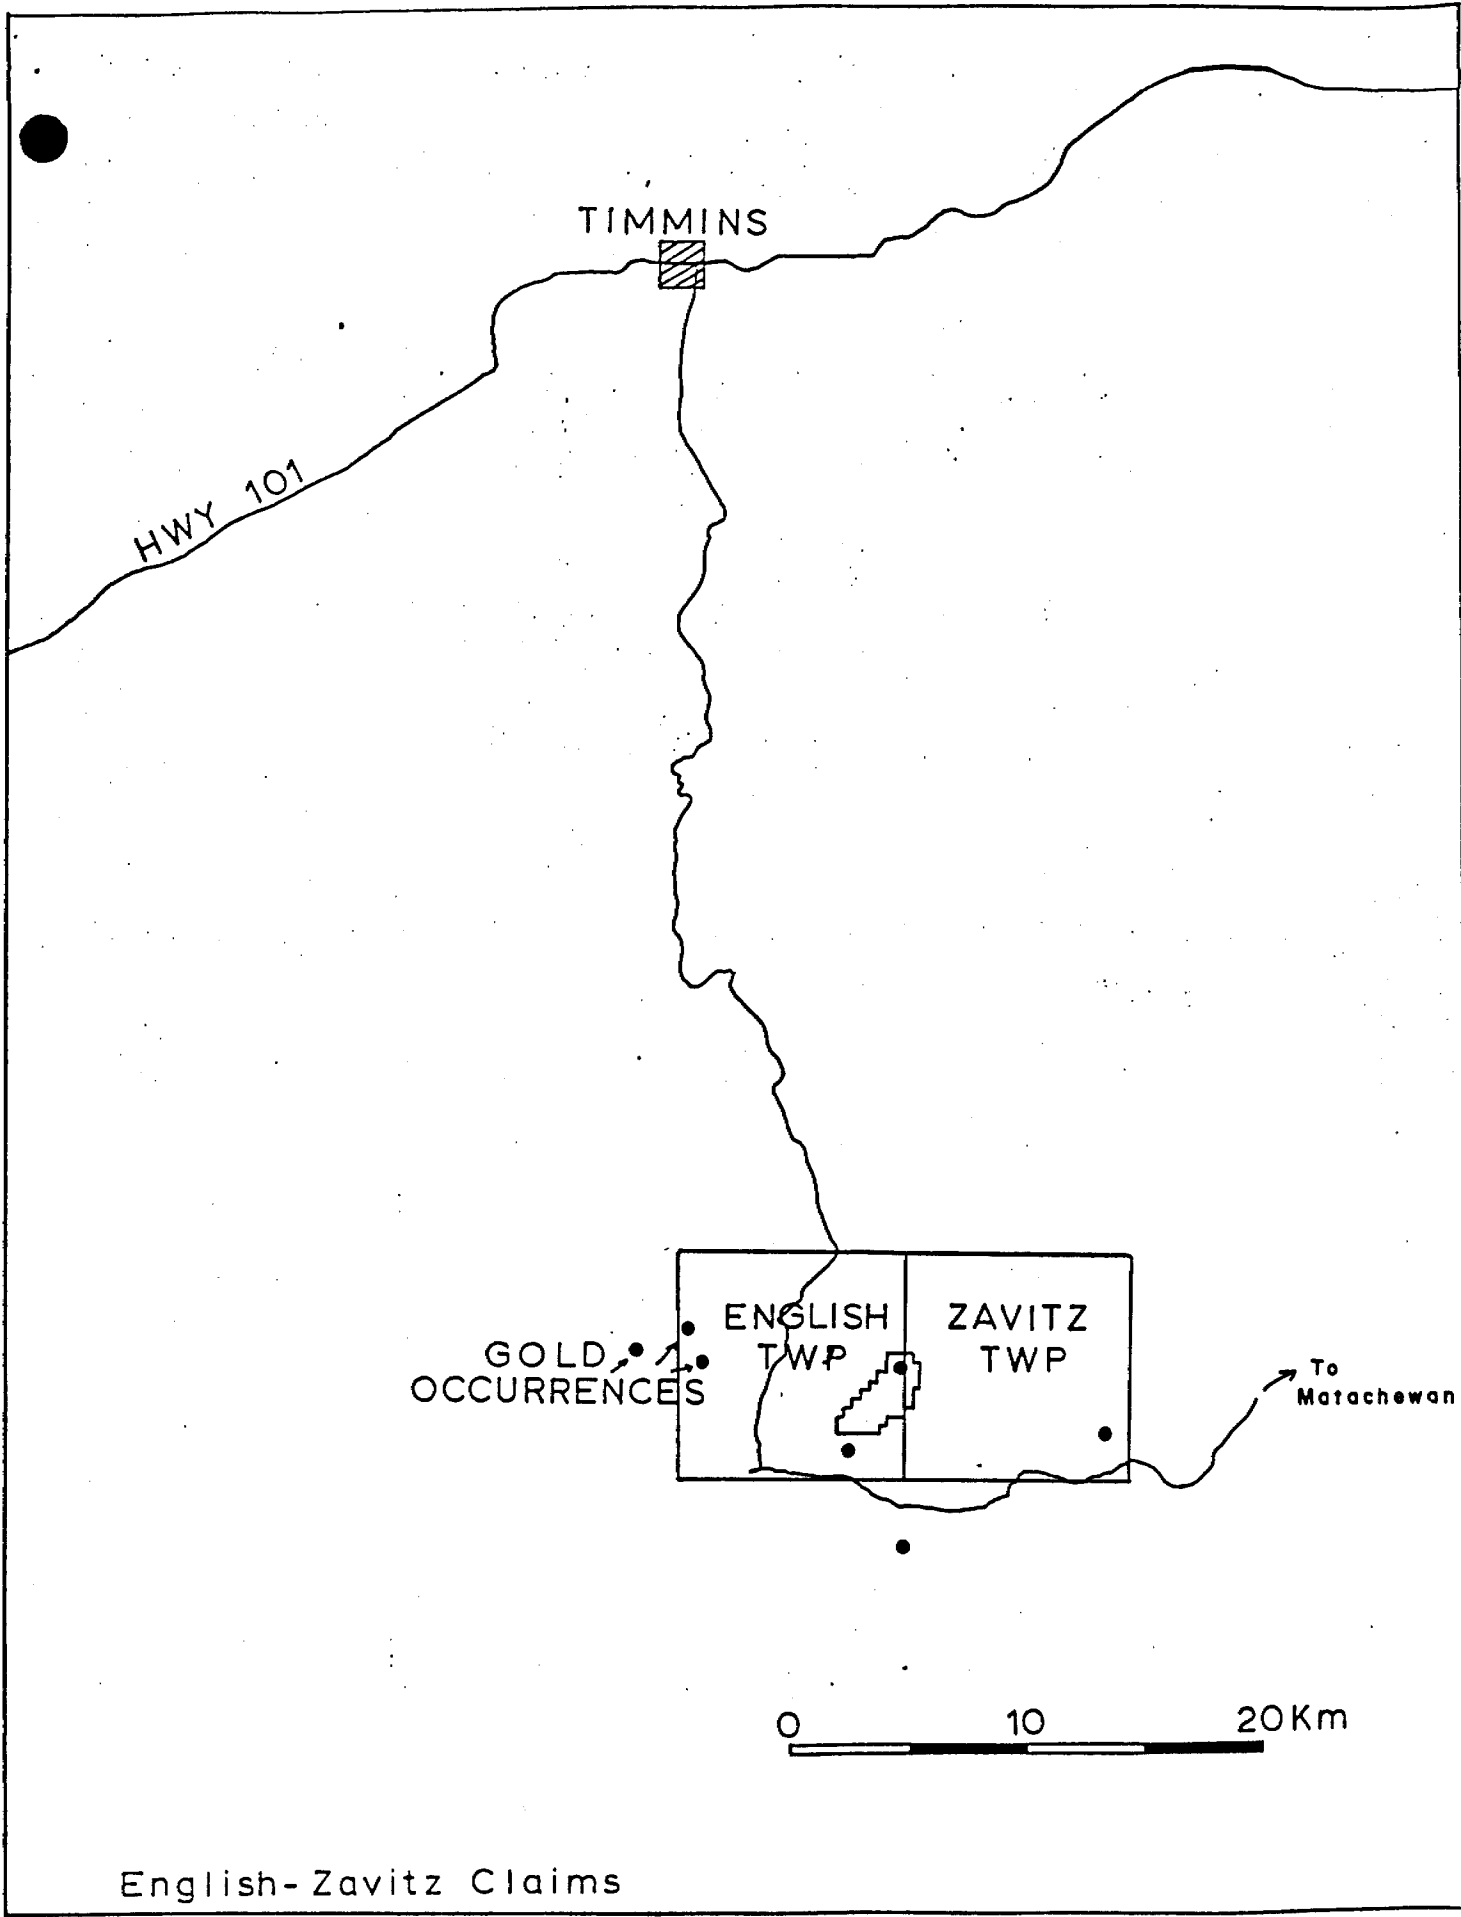 TIMMINS
HWY 101
ENGLISH
TWP
ZAVITZ
TWP
GOLD
OCCURRENCES
To
Matachewan
0 10 20Km
English-Zavitz Claims